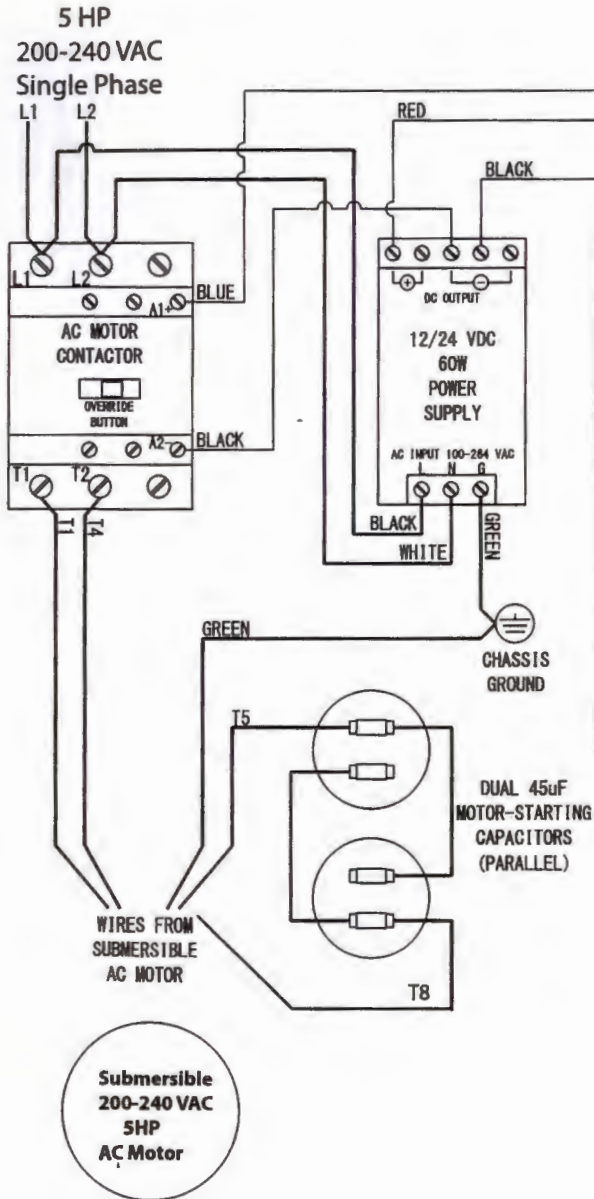 5 HP
200-240 VAC
Single Phase
L1 L2
RED
BLACK
L1 L2
A1+
BLUE
AC MOTOR
CONTACTOR
OVERRIDE
BUTTON
A2-
BLACK
T1 T2
T1 T4
+ -
DC OUTPUT
12/24 VDC
60W
POWER
SUPPLY
AC INPUT 100-264 VAC
L N G
BLACK
WHITE
GREEN
GREEN
CHASSIS
GROUND
T5
DUAL 45uF
MOTOR-STARTING
CAPACITORS
(PARALLEL)
WIRES FROM
SUBMERSIBLE
AC MOTOR
T8
Submersible
200-240 VAC
5HP
AC Motor